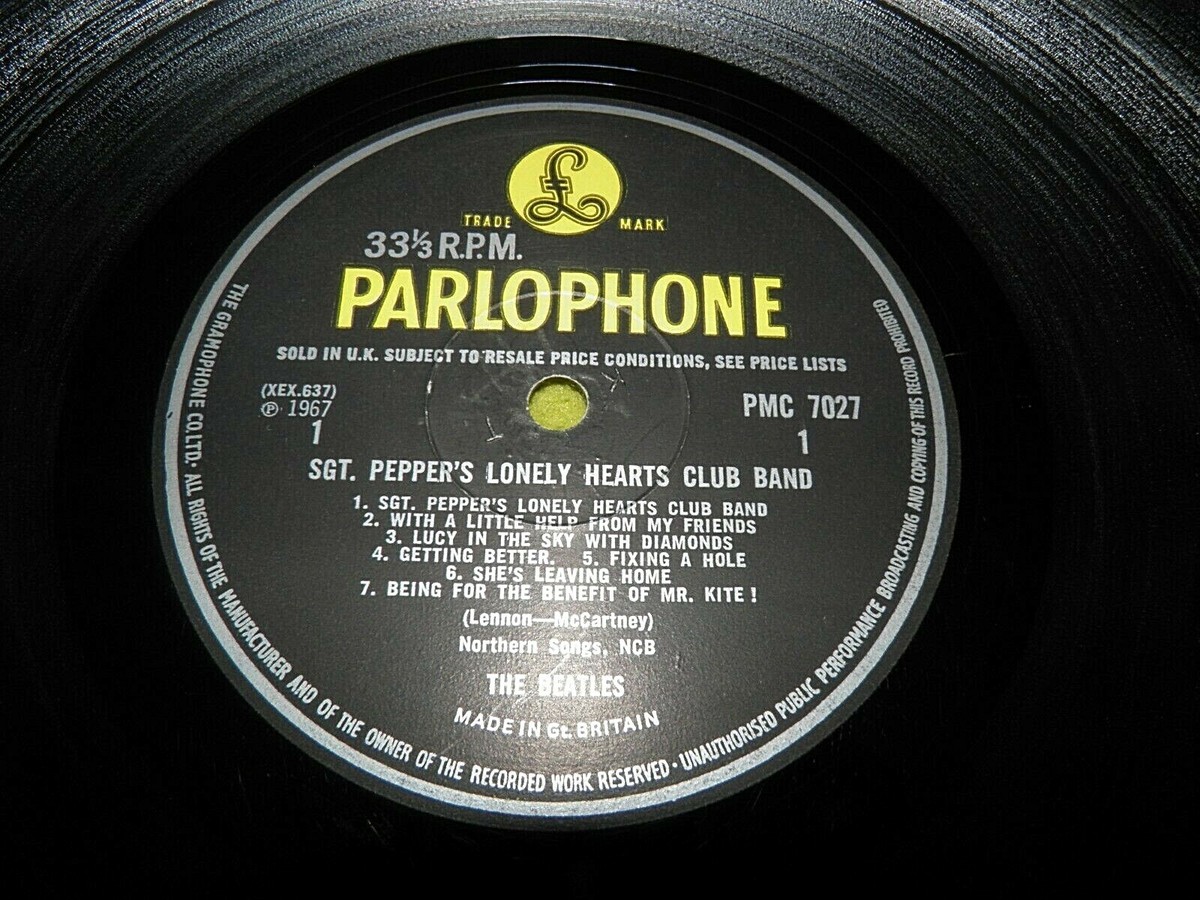 £
TRADE MARK
33⅓ R.P.M.
PARLOPHONE
SOLD IN U.K. SUBJECT TO RESALE PRICE CONDITIONS, SEE PRICE LISTS
(XEX.637)
℗ 1967
1
PMC 7027
1
SGT. PEPPER'S LONELY HEARTS CLUB BAND
1. SGT. PEPPER'S LONELY HEARTS CLUB BAND
2. WITH A LITTLE HELP FROM MY FRIENDS
3. LUCY IN THE SKY WITH DIAMONDS
4. GETTING BETTER. 5. FIXING A HOLE
6. SHE'S LEAVING HOME
7. BEING FOR THE BENEFIT OF MR. KITE!
(Lennon—McCartney)
Northern Songs, NCB
THE BEATLES
MADE IN Gt. BRITAIN
THE GRAMOPHONE CO. LTD. · ALL RIGHTS OF THE MANUFACTURER AND OF THE OWNER OF THE RECORDED WORK RESERVED · UNAUTHORISED PUBLIC PERFORMANCE BROADCASTING AND COPYING OF THIS RECORD PROHIBITED